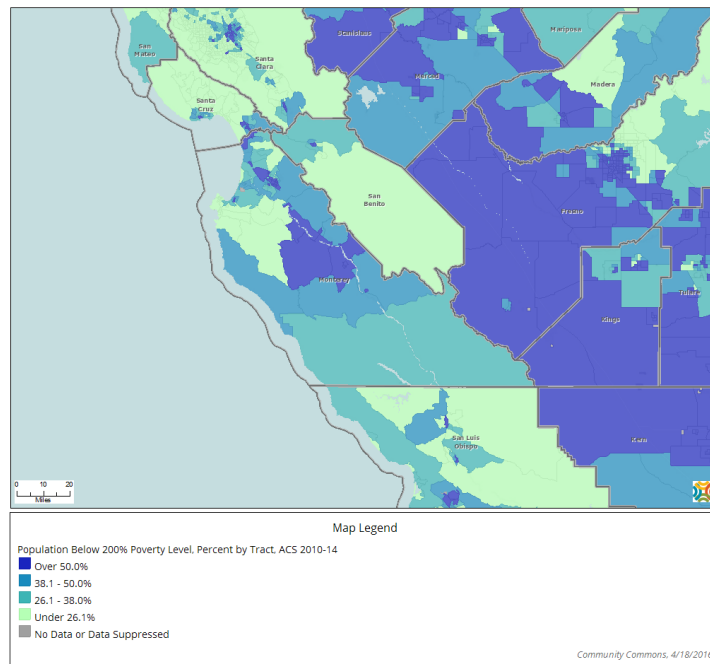 Stanislaus
Mariposa
San
Mateo
Santa
Clara
Merced
Madera
Santa
Cruz
San
Benito
Fresno
Monterey
Tulare
Kings
San Luis
Obispo
Kern
0 10 20
Miles
Map Legend
Population Below 200% Poverty Level, Percent by Tract, ACS 2010-14
Over 50.0%
38.1 - 50.0%
26.1 - 38.0%
Under 26.1%
No Data or Data Suppressed
Community Commons, 4/18/2016